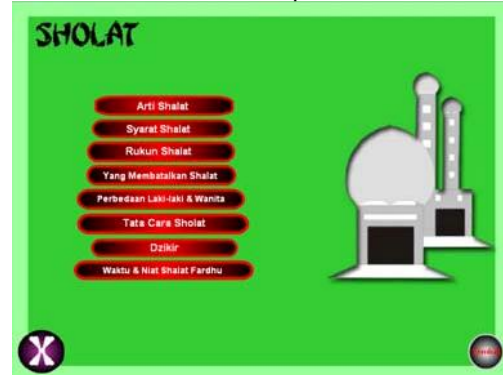 SHOLAT
Arti Shalat
Syarat Shalat
Rukun Shalat
Yang Membatalkan Shalat
Perbedaan Laki-laki & Wanita
Tata Cara Sholat
Dzikir
Waktu & Niat Shalat Fardhu
X